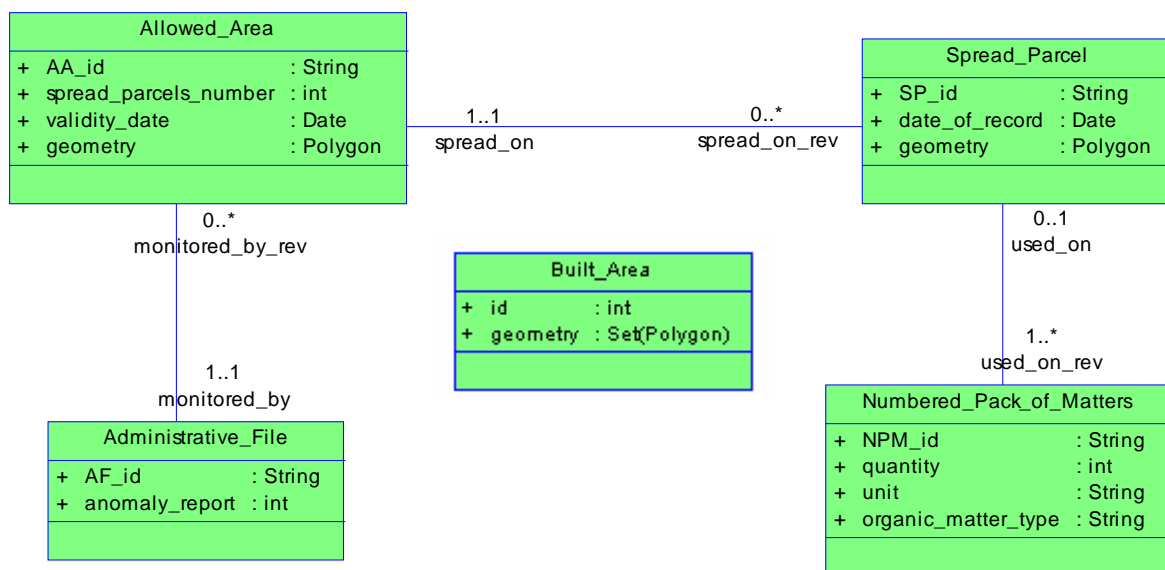 Allowed_Area
+ AA_id : String
+ spread_parcels_number : int
+ validity_date : Date
+ geometry : Polygon
Spread_Parcel
+ SP_id : String
+ date_of_record : Date
+ geometry : Polygon
1..1
spread_on
0..*
spread_on_rev
0..*
monitored_by_rev
0..1
used_on
Built_Area
+ id : int
+ geometry : Set(Polygon)
1..1
monitored_by
1..*
used_on_rev
Administrative_File
+ AF_id : String
+ anomaly_report : int
Numbered_Pack_of_Matters
+ NPM_id : String
+ quantity : int
+ unit : String
+ organic_matter_type : String